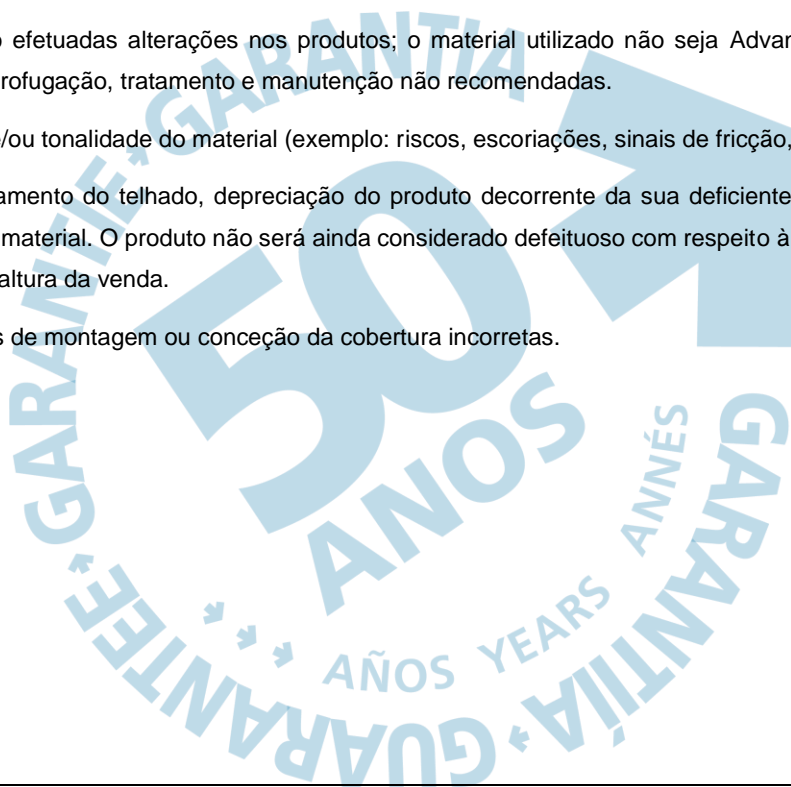 efetuadas alterações nos produtos; o material utilizado não seja Advan
rofugação, tratamento e manutenção não recomendadas.
/ou tonalidade do material (exemplo: riscos, escoriações, sinais de fricção,
amento do telhado, depreciação do produto decorrente da sua deficiente
material. O produto não será ainda considerado defeituoso com respeito à
altura da venda.
s de montagem ou conceção da cobertura incorretas.
GARANTIE GARANTIA
50
ANOS
AÑOS YEARS ANNÉS
GUARANTEE GARANTIÍA